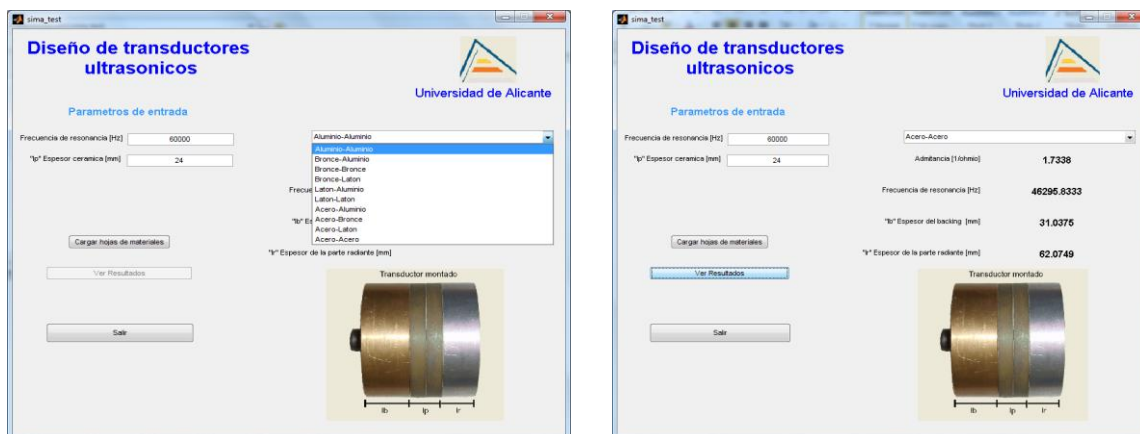 sima_test
Diseño de transductores
ultrasonicos
Universidad de Alicante
Parametros de entrada
Frecuencia de resonancia [Hz]
60000
"lp" Espesor ceramica [mm]
24
Aluminio-Aluminio
Aluminio-Aluminio
Bronce-Aluminio
Bronce-Bronce
Bronce-Laton
Laton-Aluminio
Laton-Laton
Acero-Aluminio
Acero-Bronce
Acero-Laton
Acero-Acero
Frecue
"lb" Es
"lr" Espesor de la parte radiante [mm]
Cargar hojas de materiales
Ver Resultados
Salir
Transductor montado
lb lp lr
sima_test
Diseño de transductores
ultrasonicos
Universidad de Alicante
Parametros de entrada
Frecuencia de resonancia [Hz]
60000
"lp" Espesor ceramica [mm]
24
Acero-Acero
Admitancia [1/ohmio] 1.7338
Frecuencia de resonancia [Hz] 46295.8333
"lb" Espesor del backing [mm] 31.0375
"lr" Espesor de la parte radiante [mm] 62.0749
Cargar hojas de materiales
Ver Resultados
Salir
Transductor montado
lb lp lr